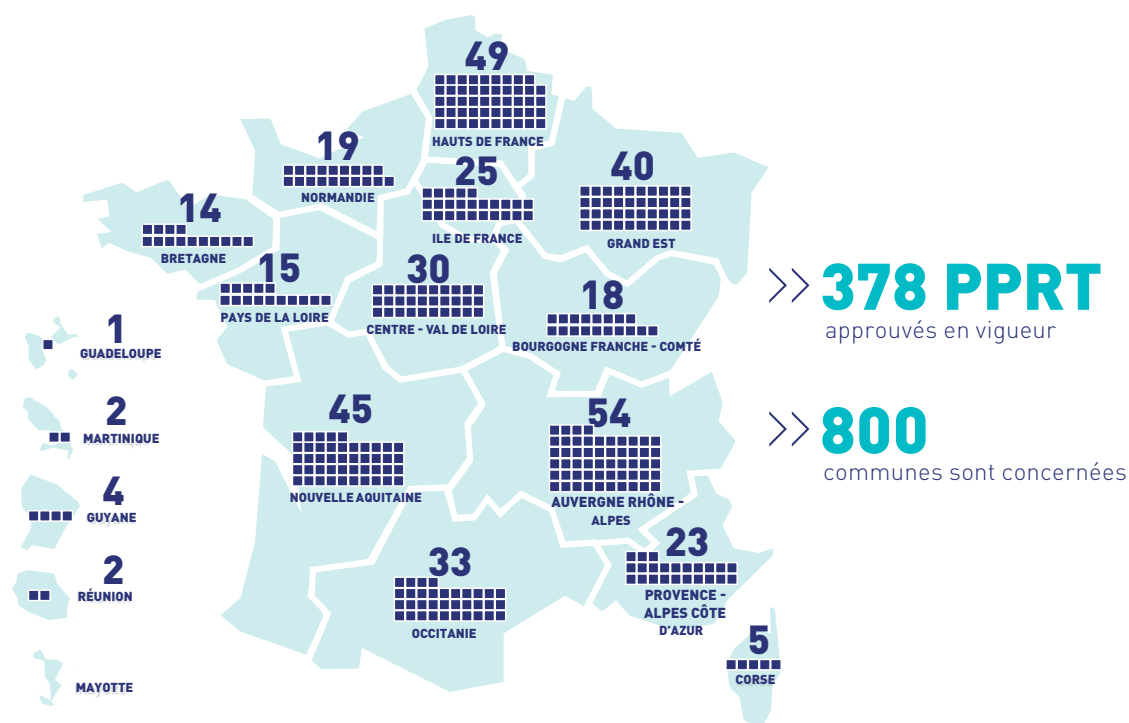 49
HAUTS DE FRANCE
19
NORMANDIE
25
ILE DE FRANCE
40
GRAND EST
14
BRETAGNE
15
PAYS DE LA LOIRE
30
CENTRE - VAL DE LOIRE
18
BOURGOGNE FRANCHE - COMTÉ
>> 378 PPRT
approuvés en vigueur
1
GUADELOUPE
2
MARTINIQUE
45
NOUVELLE AQUITAINE
54
AUVERGNE RHÔNE -
ALPES
>> 800
communes sont concernées
4
GUYANE
2
RÉUNION
33
OCCITANIE
23
PROVENCE -
ALPES CÔTE
D'AZUR
5
CORSE
MAYOTTE